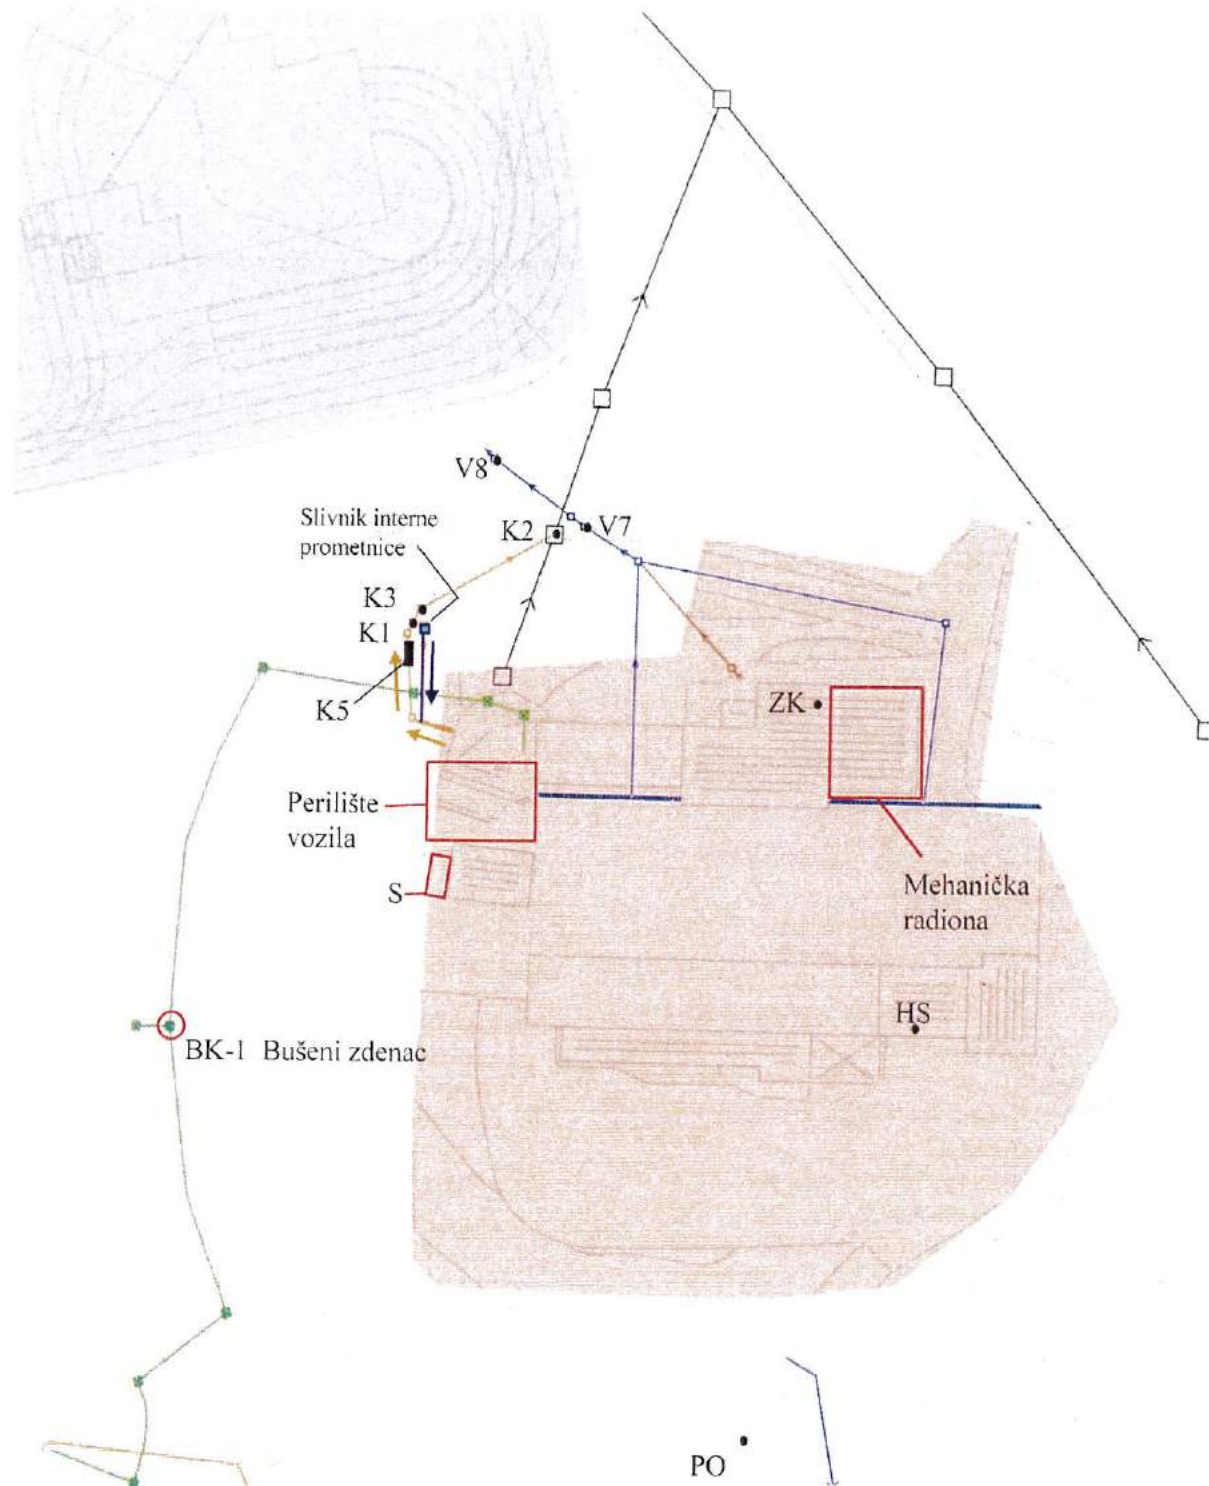 V8
Slivnik interne
prometnice
K2
V7
K3
K1
K5
ZK
Perilište
vozila
S
Mehanička
radiona
HS
BK-1 Bušeni zdenac
PO